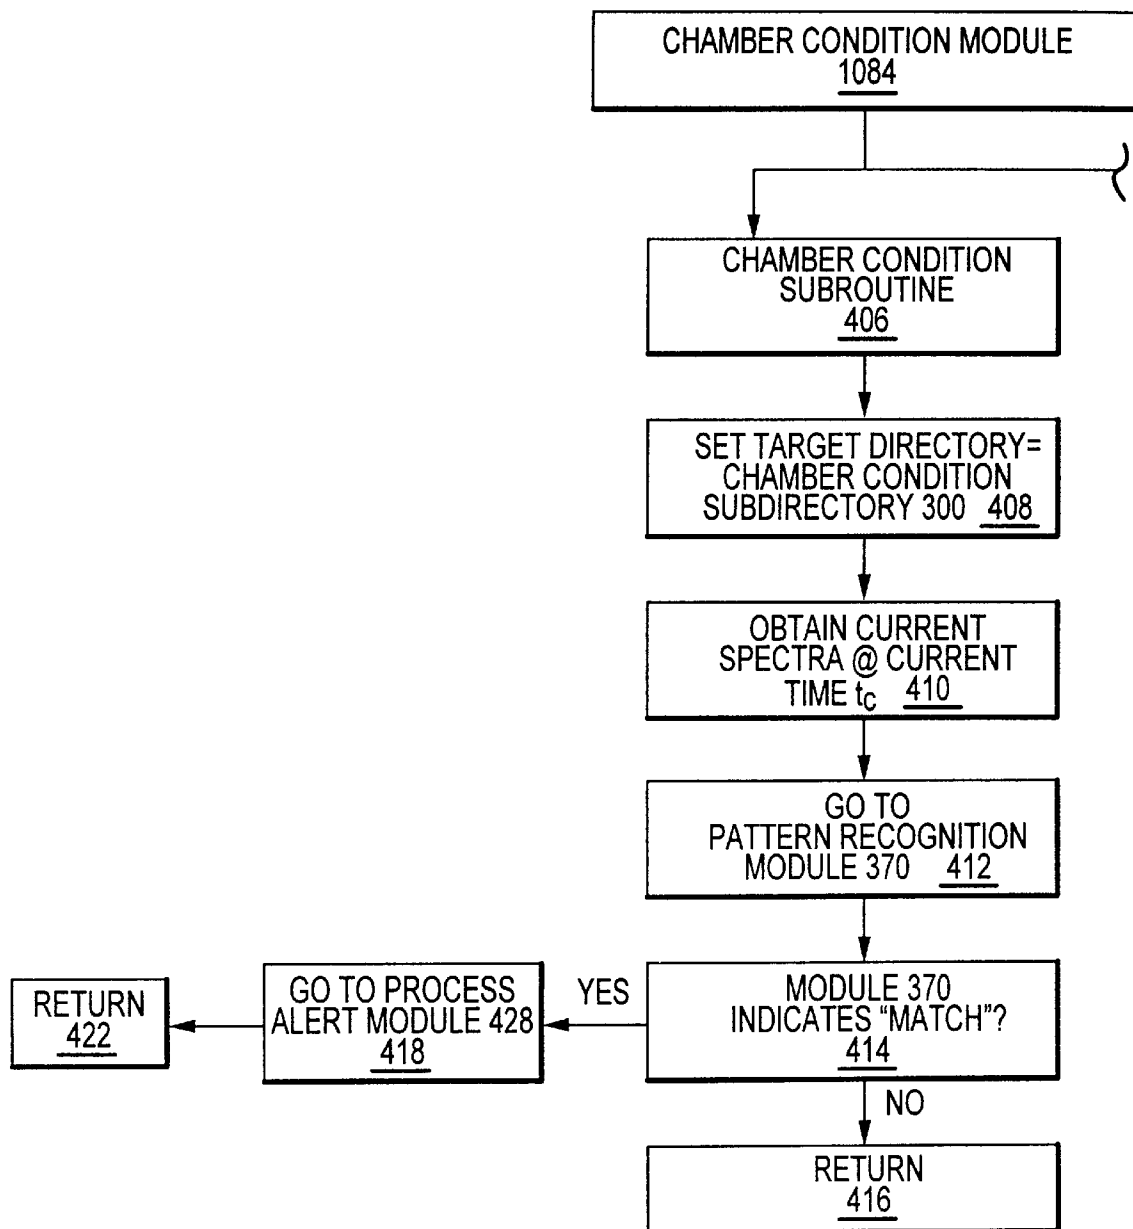 CHAMBER CONDITION MODULE
1084
CHAMBER CONDITION
SUBROUTINE
406
SET TARGET DIRECTORY=
CHAMBER CONDITION
SUBDIRECTORY 300 408
OBTAIN CURRENT
SPECTRA @ CURRENT
TIME tC 410
GO TO
PATTERN RECOGNITION
MODULE 370 412
MODULE 370
INDICATES “MATCH”?
414
YES
GO TO PROCESS
ALERT MODULE 428
418
RETURN
422
NO
RETURN
416